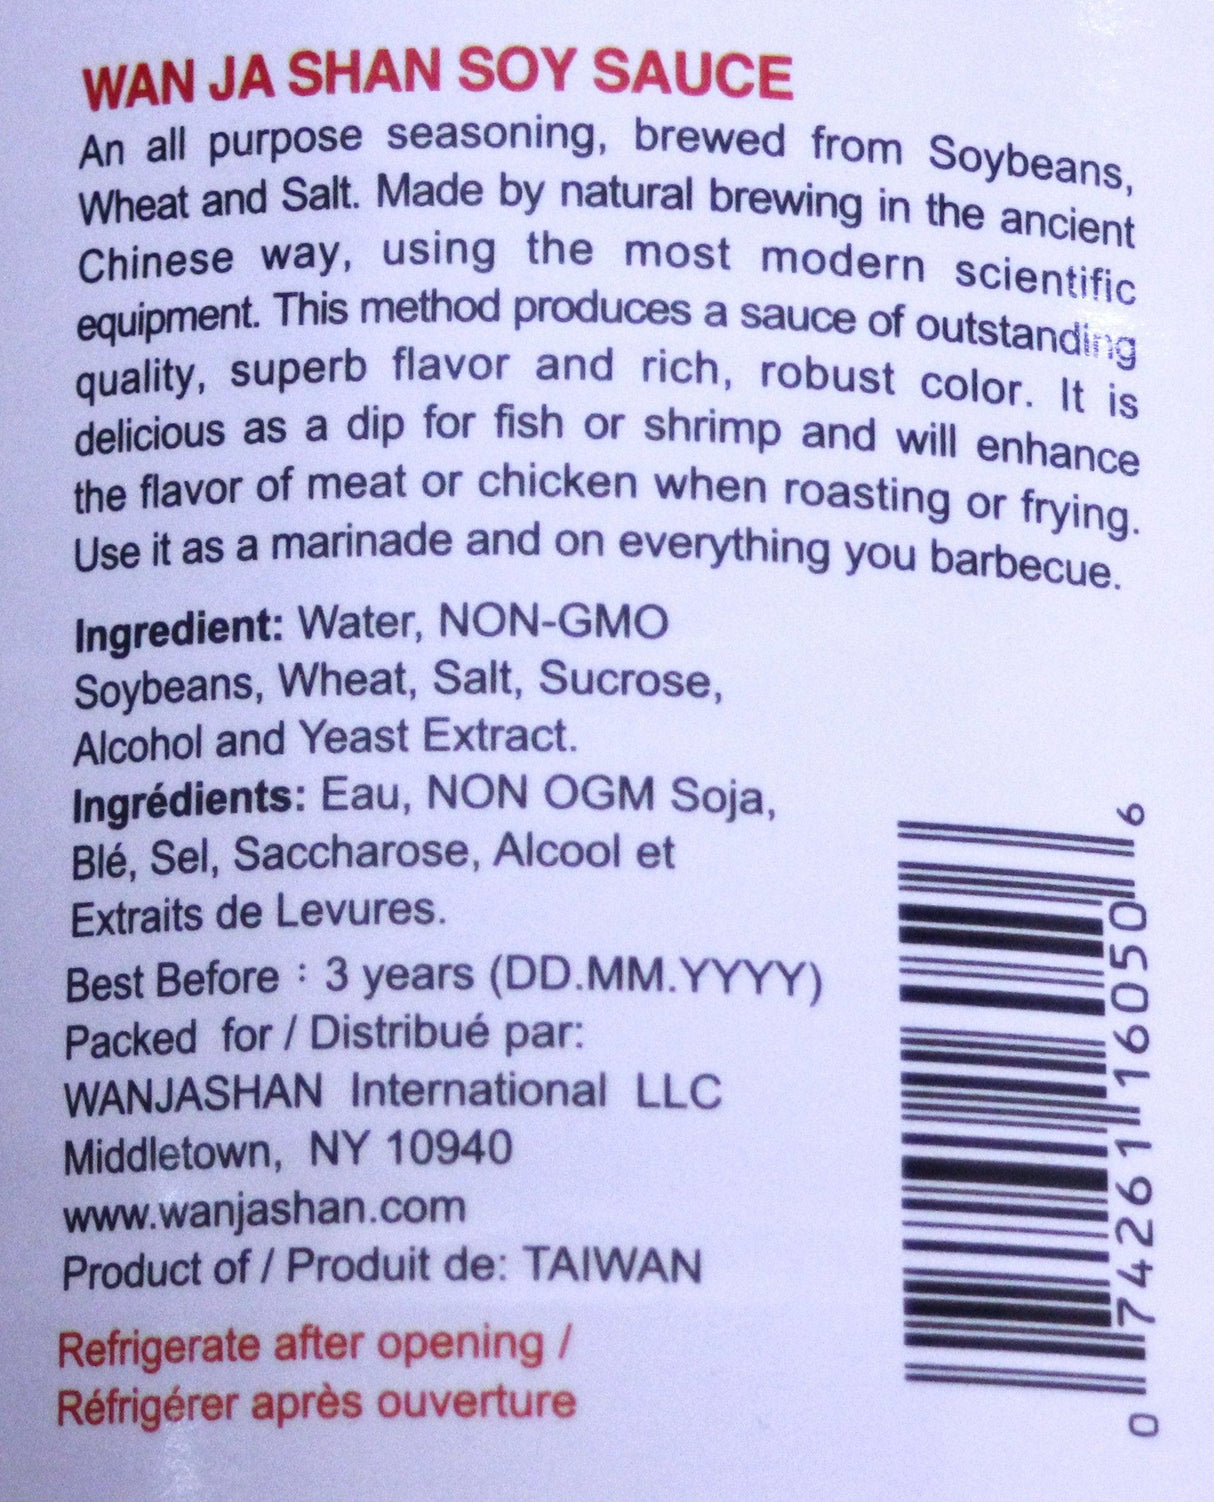 WAN JA SHAN SOY SAUCE
An all purpose seasoning, brewed from Soybeans,
Wheat and Salt. Made by natural brewing in the ancient
Chinese way, using the most modern scientific
equipment. This method produces a sauce of outstanding
quality, superb flavor and rich, robust color. It is
delicious as a dip for fish or shrimp and will enhance
the flavor of meat or chicken when roasting or frying.
Use it as a marinade and on everything you barbecue.
Ingredient: Water, NON-GMO
Soybeans, Wheat, Salt, Sucrose,
Alcohol and Yeast Extract.
Ingrédients: Eau, NON OGM Soja,
Blé, Sel, Saccharose, Alcool et
Extraits de Levures.
Best Before : 3 years (DD.MM.YYYY)
Packed for / Distribué par:
WANJASHAN International LLC
Middletown, NY 10940
www.wanjashan.com
Product of / Produit de: TAIWAN
Refrigerate after opening /
Réfrigérer après ouverture
0 74261 16050 6